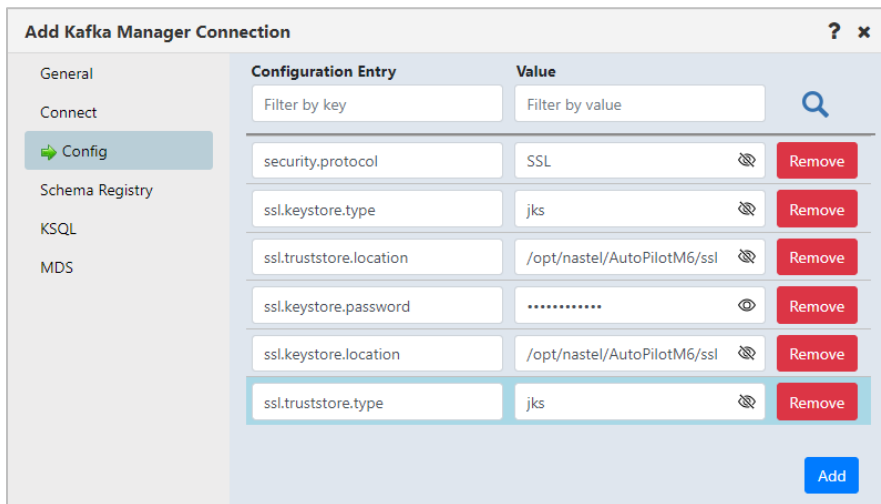 Add Kafka Manager Connection ? ×
General
Connect
Config
Schema Registry
KSQL
MDS
Configuration Entry Value
Filter by key Filter by value
security.protocol SSL Remove
ssl.keystore.type jks Remove
ssl.truststore.location /opt/nastel/AutoPilotM6/ssl Remove
ssl.keystore.password •••••••••••• Remove
ssl.keystore.location /opt/nastel/AutoPilotM6/ssl Remove
ssl.truststore.type jks Remove
Add